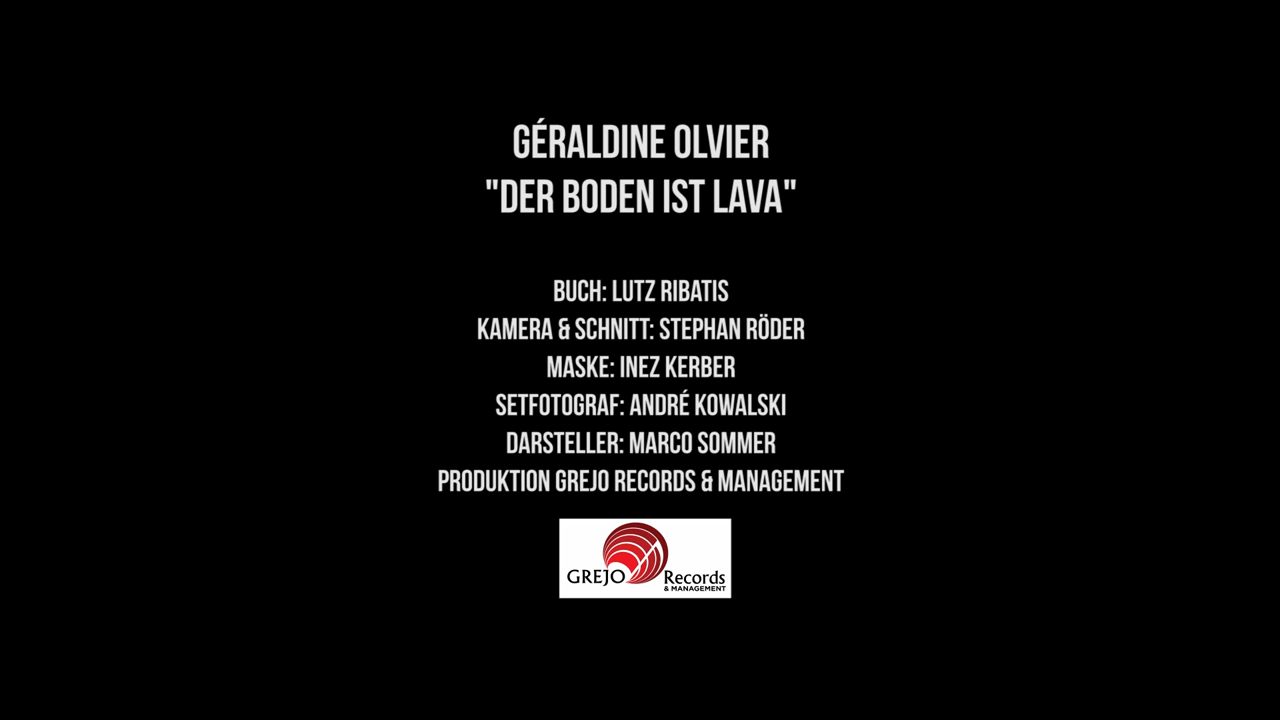 GÉRALDINE OLVIER
"DER BODEN IST LAVA"
BUCH: LUTZ RIBATIS
KAMERA & SCHNITT: STEPHAN RÖDER
MASKE: INEZ KERBER
SETFOTOGRAF: ANDRÉ KOWALSKI
DARSTELLER: MARCO SOMMER
PRODUKTION GREJO RECORDS & MANAGEMENT
GREJO Records
& MANAGEMENT